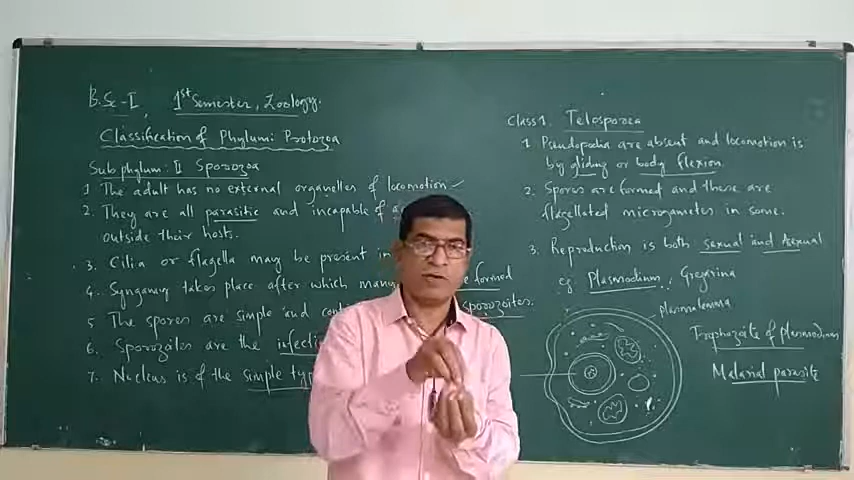 B.Sc-I, 1st Semester, Zoology.
Classification of Phylum: Protozoa
Subphylum: II Sporozoa
1 The adult has no external organelles of locomotion
2. They are all parasitic and incapable of
outside their hosts.
3. Cilia or flagella may be present in
4. Syngamy takes place after which many formed
5 The spores are simple and sporozoites.
6. Sporozoites are the
7. Nucleus is of the simple
Class 1. Telosporea
1 Pseudopodia are absent and locomotion is
by gliding or body flexion.
2. Spores are formed and there are
flagellated microgametes in some.
3. Reproduction is both sexual and Asexual
eg Plasmodium, Gregarina
plasmalemma
Trophozoite of plasmodium
Malarial parasite